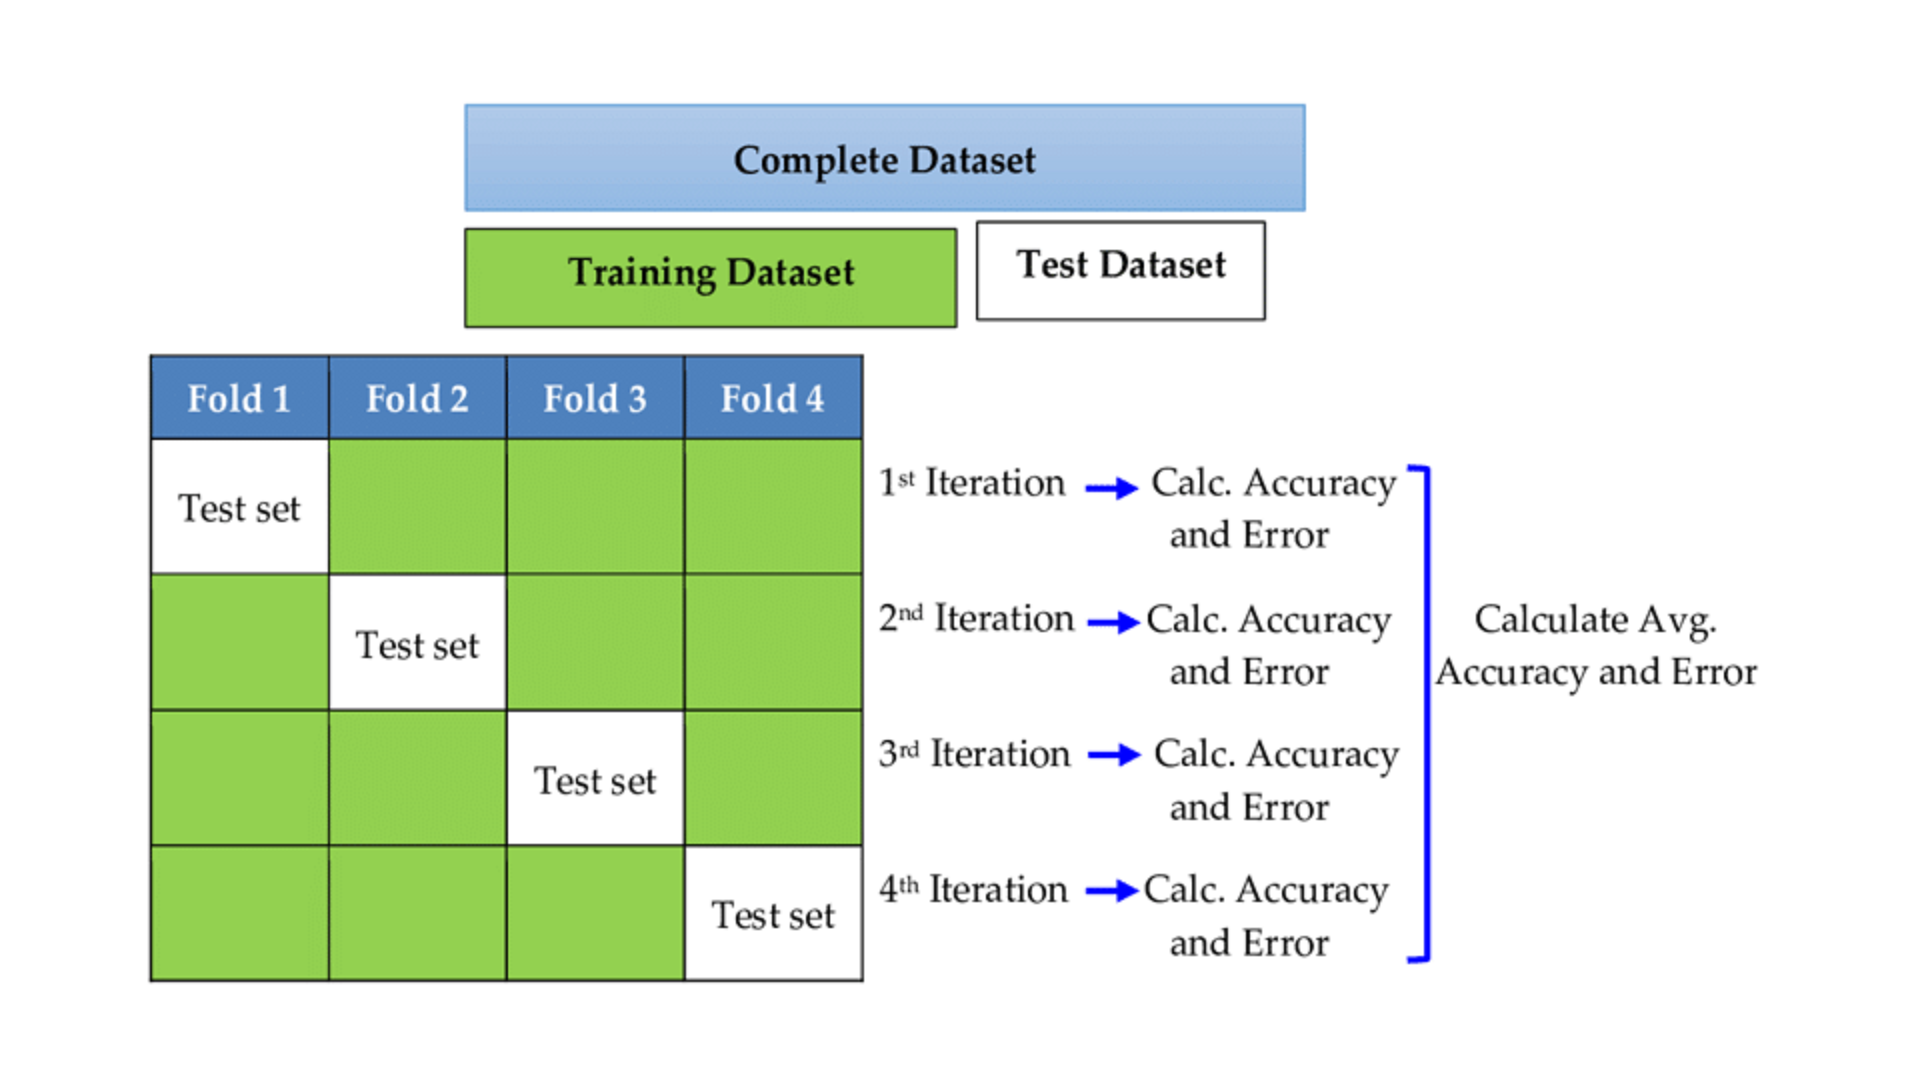 Complete Dataset
Training Dataset
Test Dataset
Fold 1
Fold 2
Fold 3
Fold 4
Test set
1st Iteration
Calc. Accuracy
and Error
Test set
2nd Iteration
Calc. Accuracy
and Error
Calculate Avg.
Accuracy and Error
Test set
3rd Iteration
Calc. Accuracy
and Error
Test set
4th Iteration
Calc. Accuracy
and Error